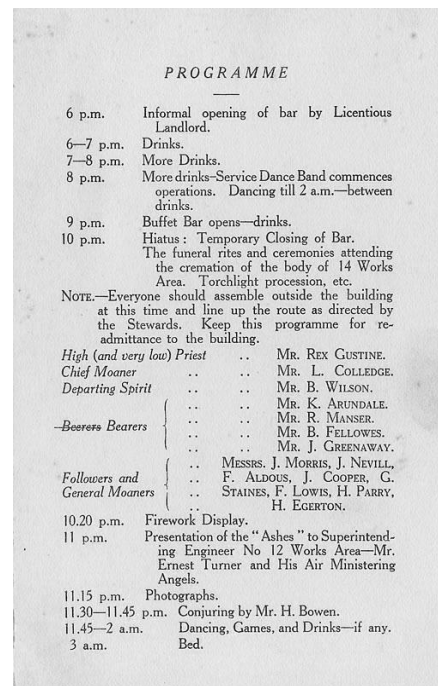 PROGRAMME
6 p.m. Informal opening of bar by Licentious
Landlord.
6—7 p.m. Drinks.
7—8 p.m. More Drinks.
8 p.m. More drinks–Service Dance Band commences
operations. Dancing till 2 a.m.—between
drinks.
9 p.m. Buffet Bar opens—drinks.
10 p.m. Hiatus : Temporary Closing of Bar.
The funeral rites and ceremonies attending
the cremation of the body of 14 Works
Area. Torchlight procession, etc.
NOTE.—Everyone should assemble outside the building
at this time and line up the route as directed by
the Stewards. Keep this programme for re-
admittance to the building.
High (and very low) Priest .. MR. REX GUSTINE.
Chief Moaner .. .. MR. L. COLLEDGE.
Departing Spirit .. .. MR. B. WILSON.
.. .. MR. K. ARUNDALE.
Beerers Bearers .. .. MR. R. MANSER.
.. .. MR. B. FELLOWES.
.. .. MR. J. GREENAWAY.
.. MESSRS. J. MORRIS, J. NEVILL,
Followers and .. F. ALDOUS, J. COOPER, G.
General Moaners .. STAINES, F. LOWIS, H. PARRY,
.. H. EGERTON.
10.20 p.m. Firework Display.
11 p.m. Presentation of the "Ashes" to Superintend-
ing Engineer No 12 Works Area—Mr.
Ernest Turner and His Air Ministering
Angels.
11.15 p.m. Photographs.
11.30—11.45 p.m. Conjuring by Mr. H. Bowen.
11.45—2 a.m. Dancing, Games, and Drinks—if any.
3 a.m. Bed.